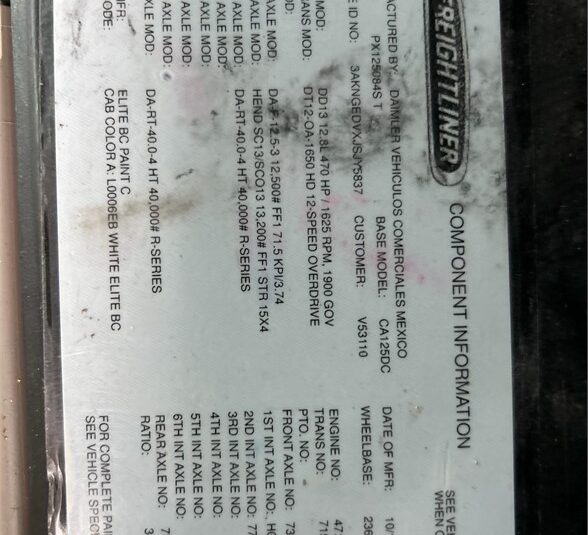 FREIGHTLINER
COMPONENT INFORMATION
SEE VEH
WHEN O
ACTURED BY: DAIMLER VEHICULOS COMERCIALES MEXICO
PX125084S T
BASE MODEL: CA125DC
DATE OF MFR: 10/
E ID NO:
CUSTOMER: V53110
WHEELBASE: 236
MOD: DD13 12.8L 470 HP / 1625 RPM, 1900 GOV
ENGINE NO: 47
ANS MOD: DT12-OA-1650 HD 12-SPEED OVERDRIVE
TRANS NO: 71
OD:
PTO. NO:
AXLE MOD: 12.5-3 12,500# FF1 71.5 KPI/3.74
FRONT AXLE NO: 73
AXLE MOD: HEND SC13/SCO13 13,200# FF1 STR 15X4
1ST INT AXLE NO: HC
AXLE MOD: DA-RT-40.0-4 HT 40,000# R-SERIES
2ND INT AXLE NO: 77
AXLE MOD:
3RD INT AXLE NO:
AXLE MOD:
4TH INT AXLE NO:
AXLE MOD:
5TH INT AXLE NO:
AXLE MOD:
6TH INT AXLE NO:
XLE MOD: DA-RT-40.0-4 HT 40,000# R-SERIES
REAR AXLE NO: 7
RATIO: 3
MFR: ELITE BC PAINT C
FOR COMPLETE PAI
ODE: CAB COLOR A: L0006EB WHITE ELITE BC
SEE VEHICLE SPEC